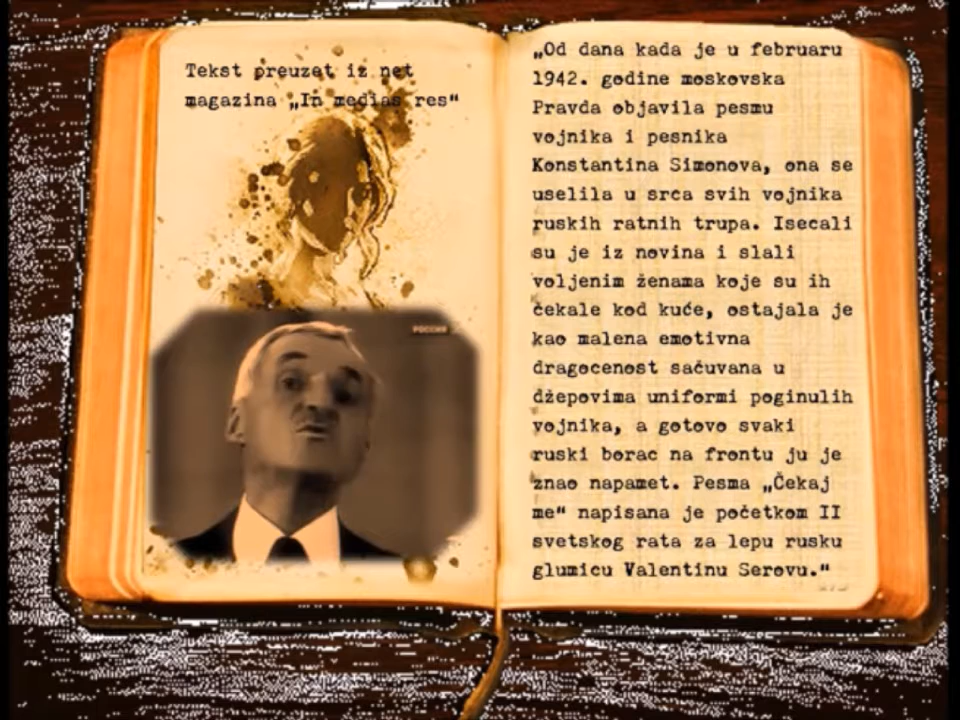 Tekst preuzet iz net
magazina „In medias res“
РОССИЯ
„Od dana kada je u februaru
1942. godine moskovska
Pravda objavila pesmu
vojnika i pesnika
Konstantina Simonova, ona se
uselila u srca svih vojnika
ruskih ratnih trupa. Isecali
su je iz novina i slali
voljenim ženama koje su ih
čekale kod kuće, ostajala je
kao malena emotivna
dragocenost sačuvana u
džepovima uniformi poginulih
vojnika, a gotovo svaki
ruski borac na frontu ju je
znao napamet. Pesma „Čekaj
me“ napisana je početkom II
svetskog rata za lepu rusku
glumicu Valentinu Serovu.“